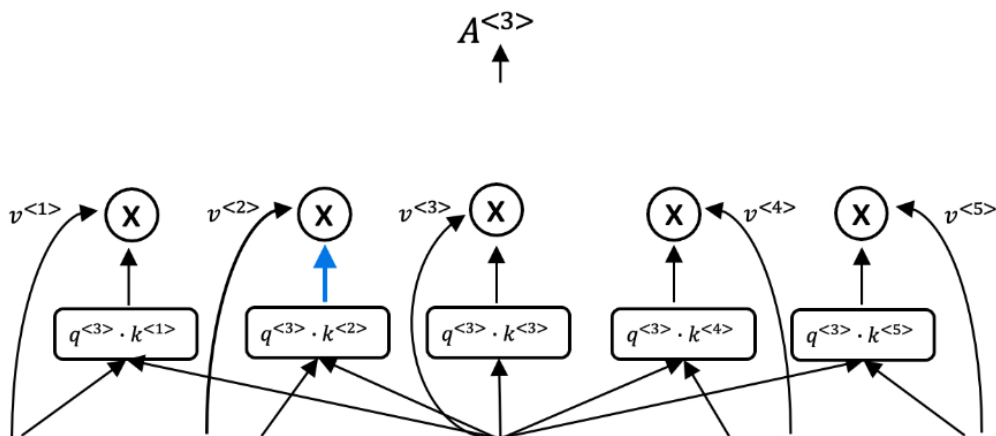 A<3>
v<1> X v<2> X v<3> X X v<4> X v<5>
q<3> · k<1> q<3> · k<2> q<3> · k<3> q<3> · k<4> q<3> · k<5>